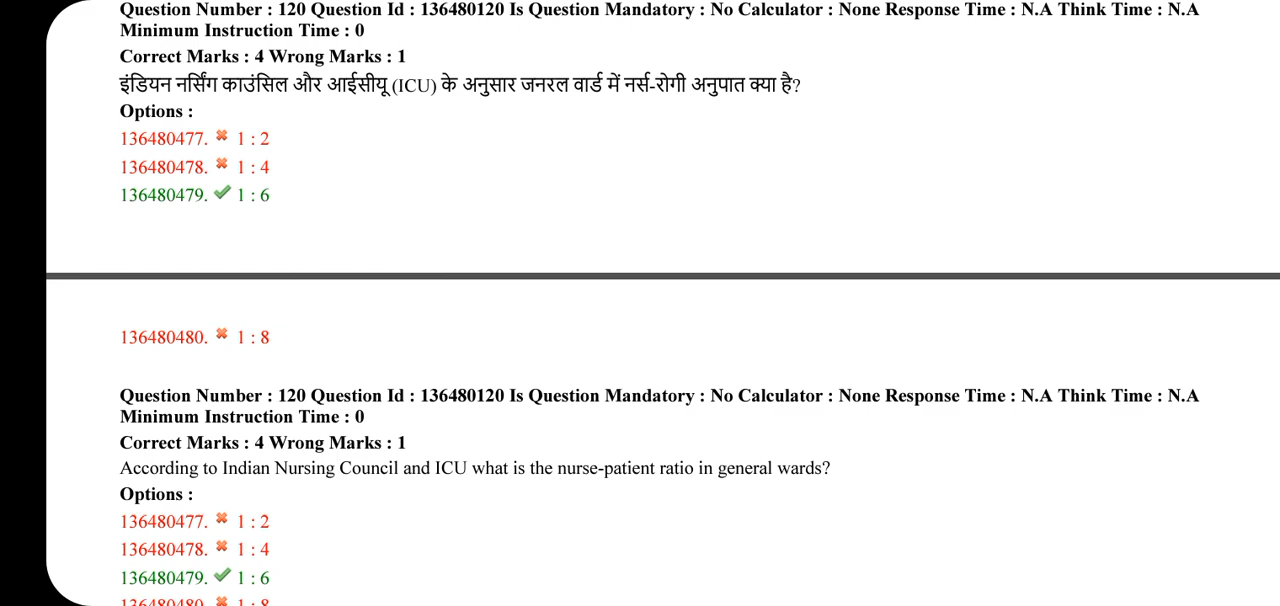 Question Number : 120 Question Id : 136480120 Is Question Mandatory : No Calculator : None Response Time : N.A Think Time : N.A
Minimum Instruction Time : 0
Correct Marks : 4 Wrong Marks : 1
इंडियन नर्सिंग काउंसिल और आईसीयू (ICU) के अनुसार जनरल वार्ड में नर्स-रोगी अनुपात क्या है?
Options :
136480477. ✖ 1 : 2
136480478. ✖ 1 : 4
136480479. ✔ 1 : 6
136480480. ✖ 1 : 8
Question Number : 120 Question Id : 136480120 Is Question Mandatory : No Calculator : None Response Time : N.A Think Time : N.A
Minimum Instruction Time : 0
Correct Marks : 4 Wrong Marks : 1
According to Indian Nursing Council and ICU what is the nurse-patient ratio in general wards?
Options :
136480477. ✖ 1 : 2
136480478. ✖ 1 : 4
136480479. ✔ 1 : 6
136480480. ✖ 1 : 8